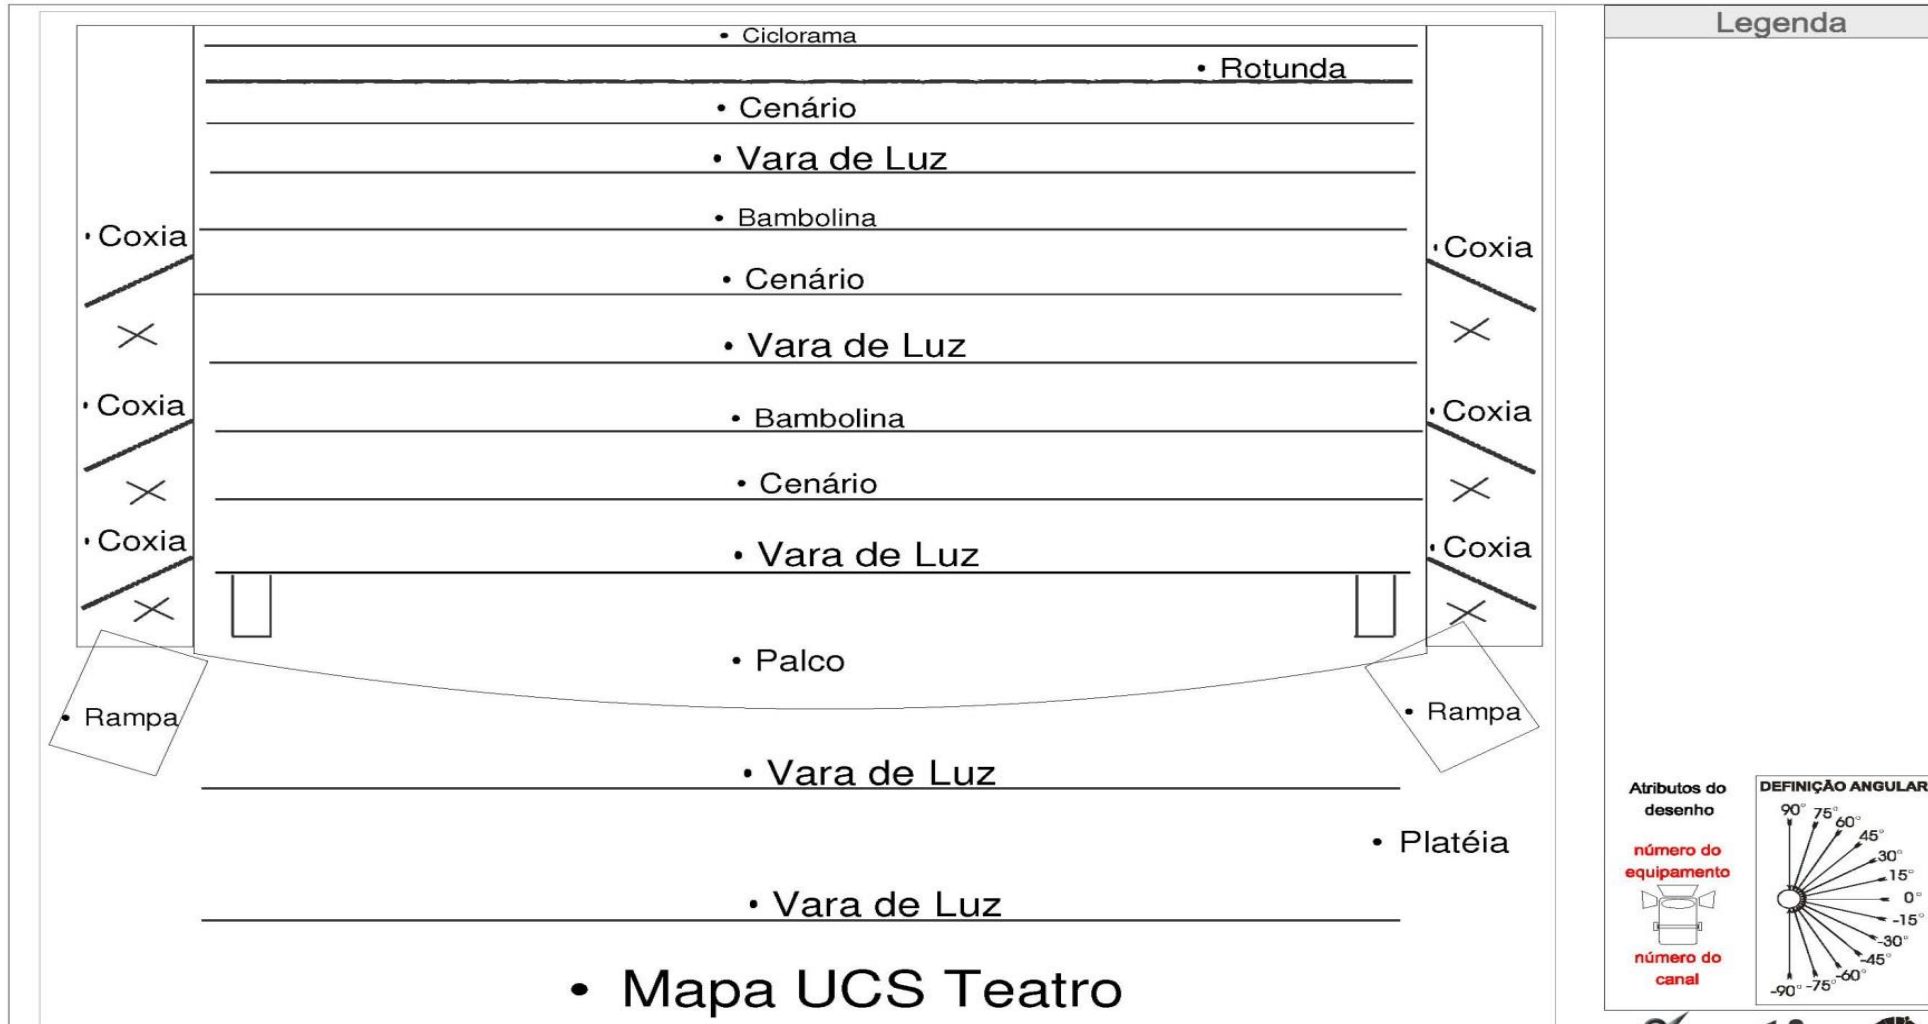 Legenda
• Ciclorama
• Rotunda
• Cenário
• Vara de Luz
• Bambolina
• Coxia
• Coxia
• Cenário
• Vara de Luz
• Coxia
• Bambolina
• Coxia
• Cenário
• Coxia
• Vara de Luz
• Coxia
• Palco
• Rampa
• Rampa
• Vara de Luz
• Platéia
• Vara de Luz
• Mapa UCS Teatro
Atributos do
desenho
número do
equipamento
número do
canal
DEFINIÇÃO ANGULAR
90°
75°
60°
45°
30°
15°
0°
-15°
-30°
-45°
-60°
-75°
-90°